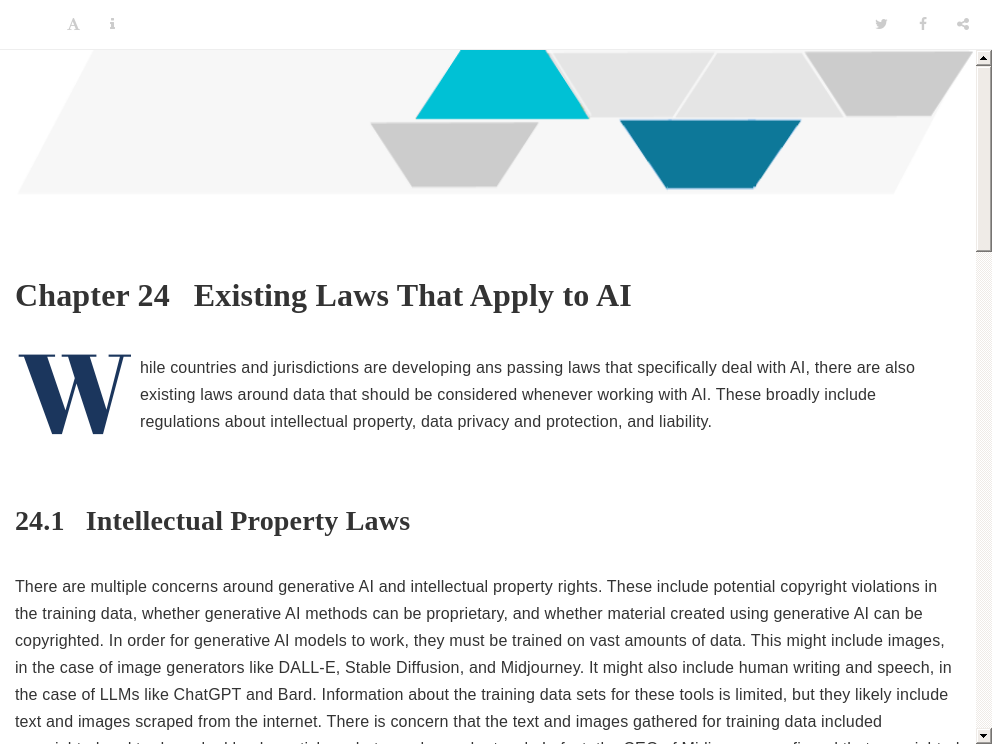 Chapter 24 Existing Laws That Apply to AI
While countries and jurisdictions are developing ans passing laws that specifically deal with AI, there are also
existing laws around data that should be considered whenever working with AI. These broadly include
regulations about intellectual property, data privacy and protection, and liability.
24.1 Intellectual Property Laws
There are multiple concerns around generative AI and intellectual property rights. These include potential copyright violations in
the training data, whether generative AI methods can be proprietary, and whether material created using generative AI can be
copyrighted. In order for generative AI models to work, they must be trained on vast amounts of data. This might include images,
in the case of image generators like DALL-E, Stable Diffusion, and Midjourney. It might also include human writing and speech, in
the case of LLMs like ChatGPT and Bard. Information about the training data sets for these tools is limited, but they likely include
text and images scraped from the internet. There is concern that the text and images gathered for training data included